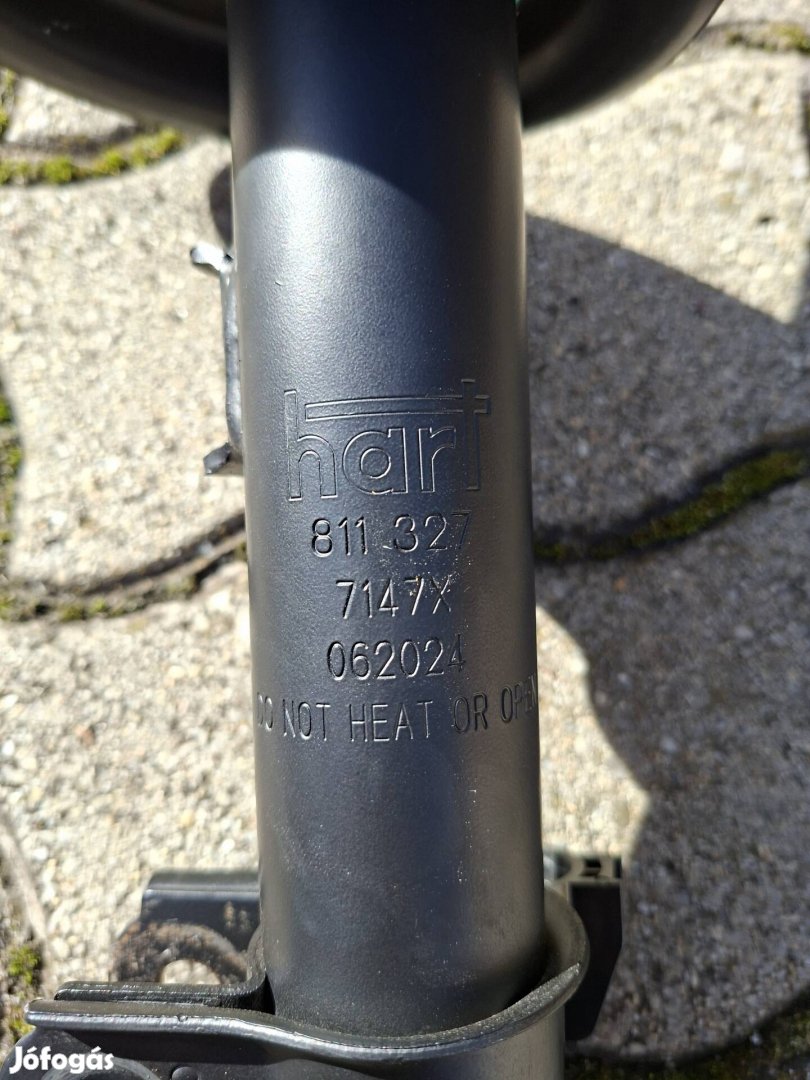 hart
811 327
7147X
062024
DO NOT HEAT OR OPEN
Jófogás